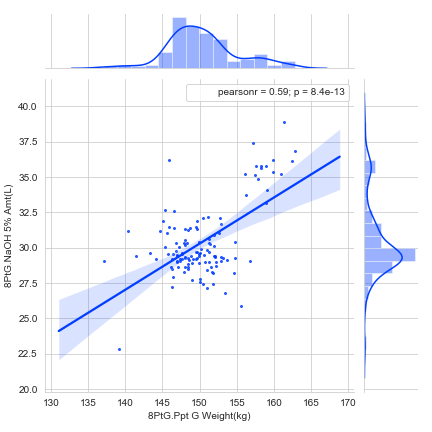 pearsonr = 0.59; p = 8.4e-13
40.0
37.5
35.0
32.5
30.0
27.5
25.0
22.5
20.0
8PtG.NaOH 5% Amt(L)
130 135 140 145 150 155 160 165 170
8PtG.Ppt G Weight(kg)